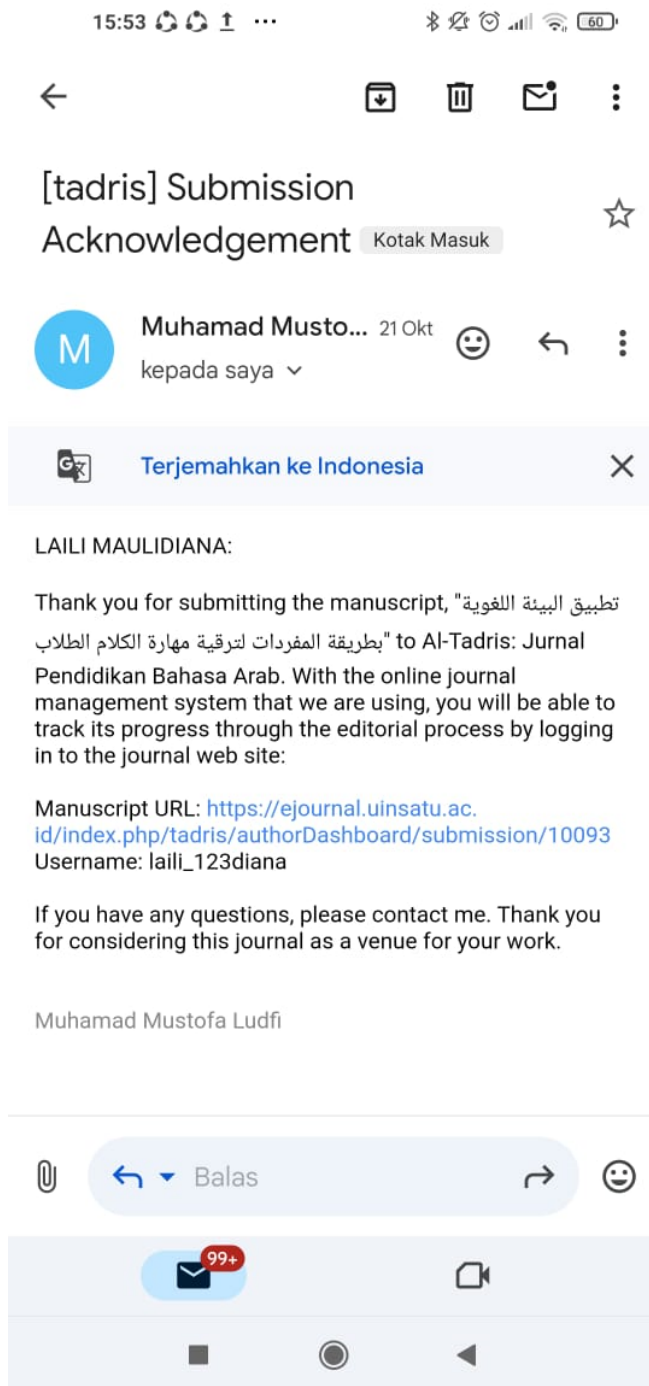 15:53 ...
60
[tadris] Submission
Acknowledgement Kotak Masuk
M
Muhamad Musto... 21 Okt
kepada saya
Terjemahkan ke Indonesia
LAILI MAULIDIANA:
Thank you for submitting the manuscript, "تطبيق البيئة اللغوية
بطريقة المفردات لترقية مهارة الكلام الطلاب" to Al-Tadris: Jurnal
Pendidikan Bahasa Arab. With the online journal
management system that we are using, you will be able to
track its progress through the editorial process by logging
in to the journal web site:
Manuscript URL: https://ejournal.uinsatu.ac.
id/index.php/tadris/authorDashboard/submission/10093
Username: laili_123diana
If you have any questions, please contact me. Thank you
for considering this journal as a venue for your work.
Muhamad Mustofa Ludfi
Balas
99+